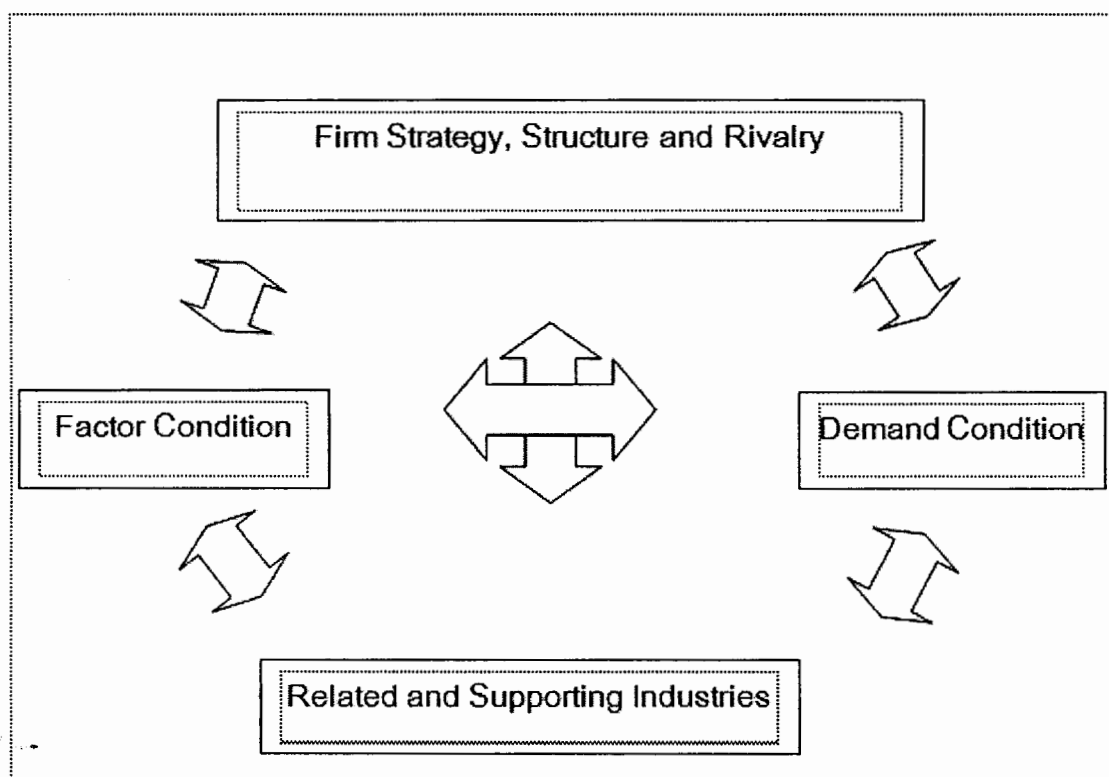 Firm Strategy, Structure and Rivalry
Factor Condition
Demand Condition
Related and Supporting Industries